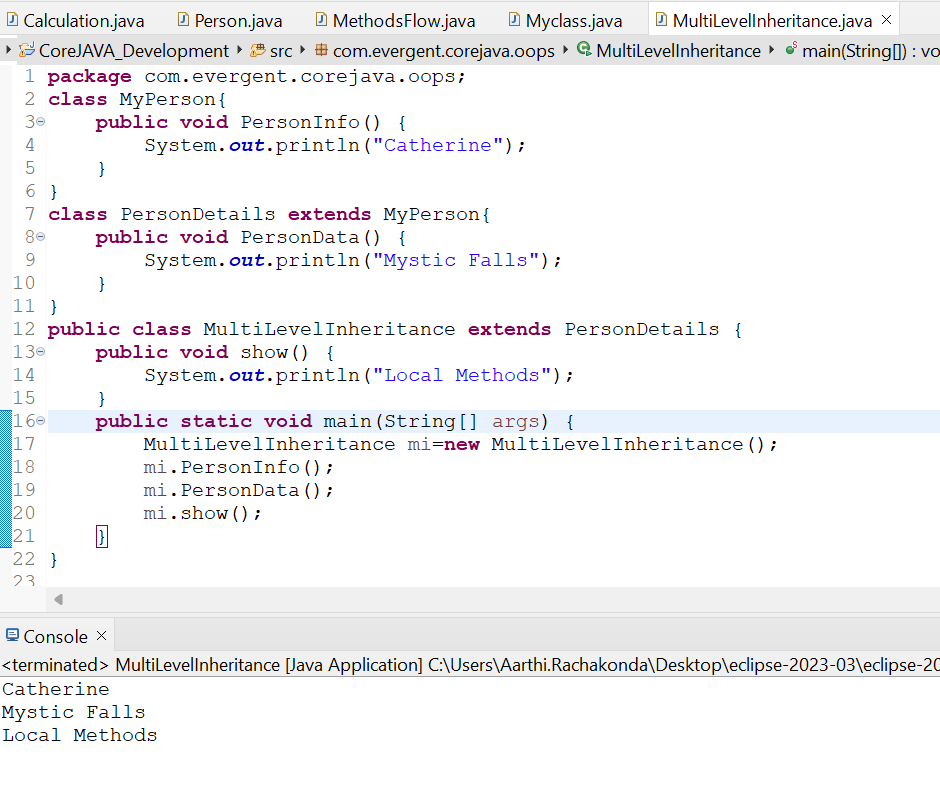 Calculation.java Person.java MethodsFlow.java Myclass.java MultiLevelInheritance.java
CoreJAVA_Development src com.evergent.corejava.oops MultiLevelInheritance main(String[]) : vo
1 package com.evergent.corejava.oops;
2 class MyPerson{
3 public void PersonInfo() {
4 System.out.println("Catherine");
5 }
6 }
7 class PersonDetails extends MyPerson{
8 public void PersonData() {
9 System.out.println("Mystic Falls");
10 }
11 }
12 public class MultiLevelInheritance extends PersonDetails {
13 public void show() {
14 System.out.println("Local Methods");
15 }
16 public static void main(String[] args) {
17 MultiLevelInheritance mi=new MultiLevelInheritance();
18 mi.PersonInfo();
19 mi.PersonData();
20 mi.show();
21 }
22 }
23
Console
<terminated> MultiLevelInheritance [Java Application] C:\Users\Aarthi.Rachakonda\Desktop\eclipse-2023-03\eclipse-20
Catherine
Mystic Falls
Local Methods